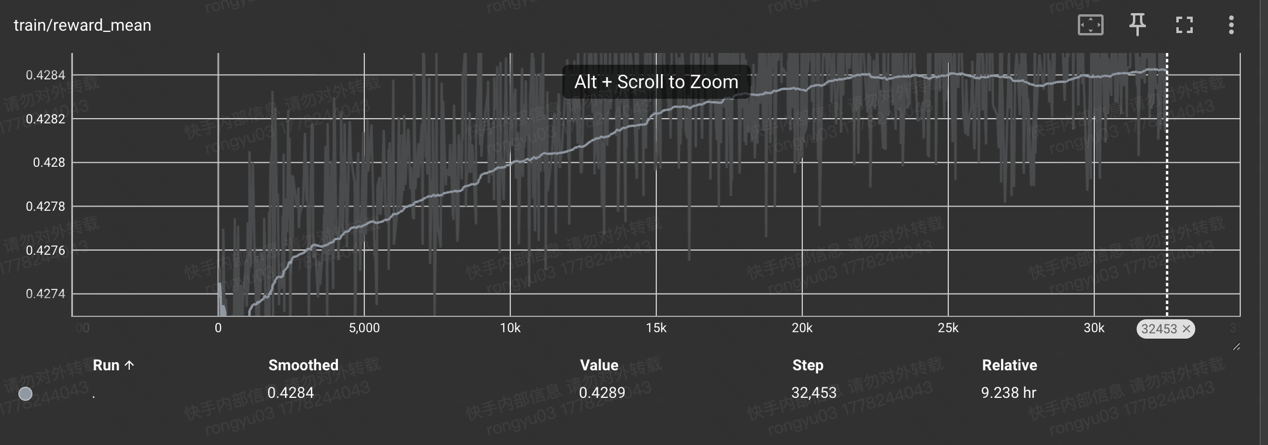 train/reward_mean
Alt + Scroll to Zoom
0.4284
0.4282
0.428
0.4278
0.4276
0.4274
00 0 5,000 10k 15k 20k 25k 30k 32453 × 3
Run ↑ Smoothed Value Step Relative
. 0.4284 0.4289 32,453 9.238 hr
快手内部信息 请勿对外转载
rongyu03 1778244043